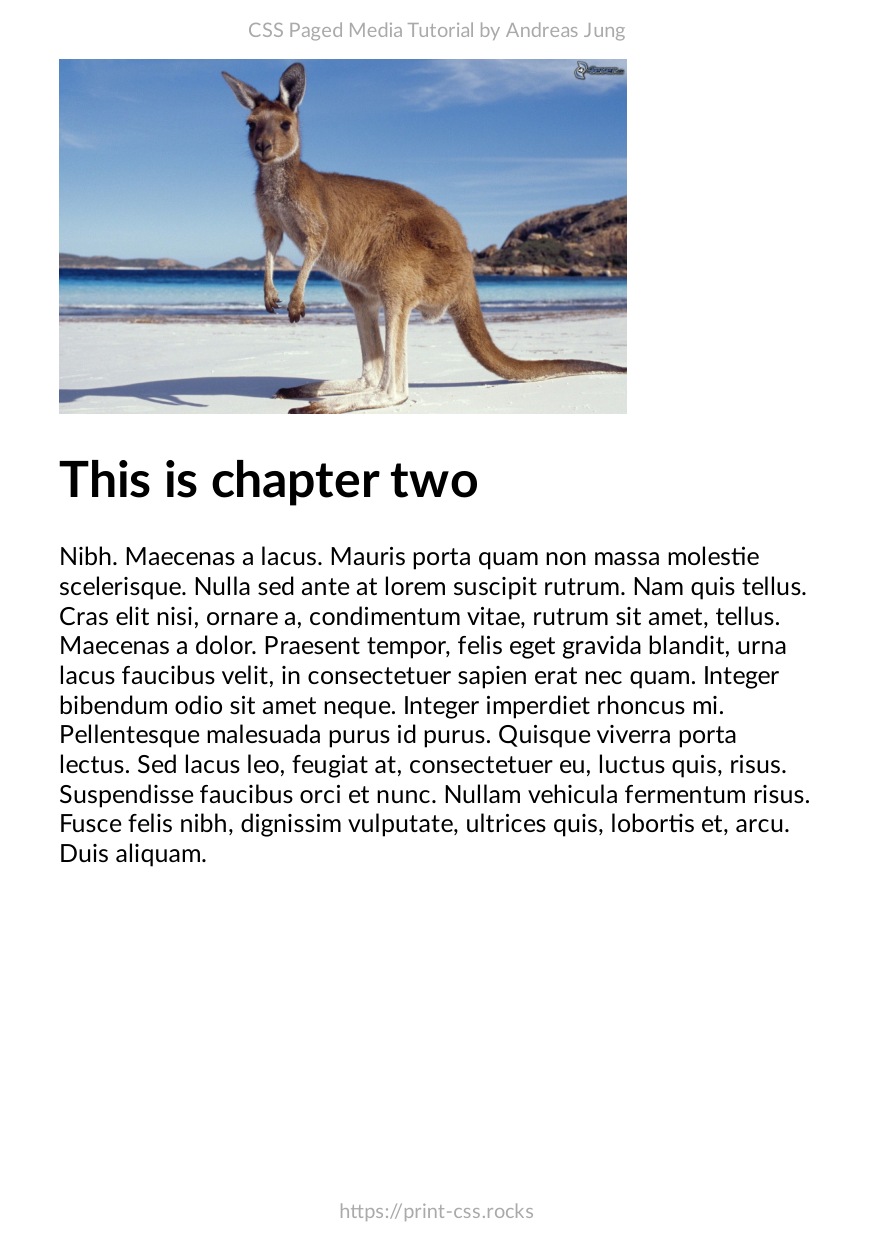 CSS Paged Media Tutorial by Andreas Jung
This is chapter two
Nibh. Maecenas a lacus. Mauris porta quam non massa molestie
scelerisque. Nulla sed ante at lorem suscipit rutrum. Nam quis tellus.
Cras elit nisi, ornare a, condimentum vitae, rutrum sit amet, tellus.
Maecenas a dolor. Praesent tempor, felis eget gravida blandit, urna
lacus faucibus velit, in consectetuer sapien erat nec quam. Integer
bibendum odio sit amet neque. Integer imperdiet rhoncus mi.
Pellentesque malesuada purus id purus. Quisque viverra porta
lectus. Sed lacus leo, feugiat at, consectetuer eu, luctus quis, risus.
Suspendisse faucibus orci et nunc. Nullam vehicula fermentum risus.
Fusce felis nibh, dignissim vulputate, ultrices quis, lobortis et, arcu.
Duis aliquam.
https://print-css.rocks